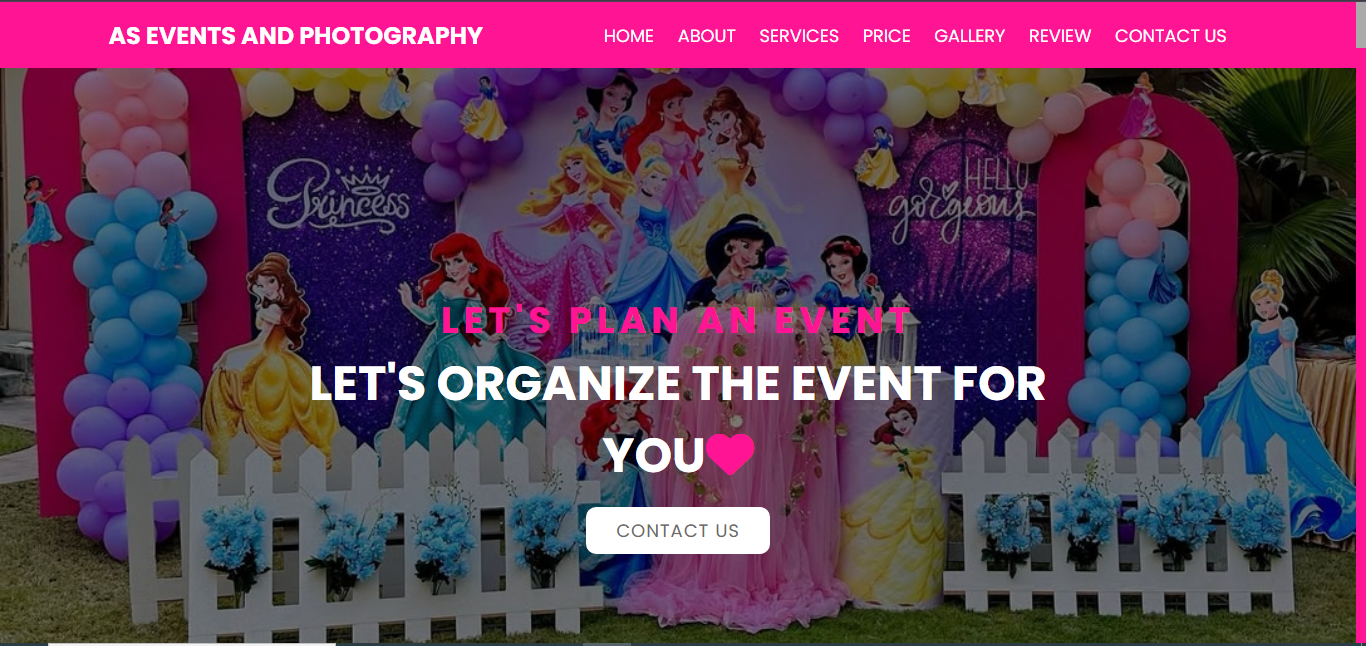 AS EVENTS AND PHOTOGRAPHY
HOME ABOUT SERVICES PRICE GALLERY REVIEW CONTACT US
Princess
HELLO
gorgeous
LET'S PLAN AN EVENT
LET'S ORGANIZE THE EVENT FOR
YOU
CONTACT US